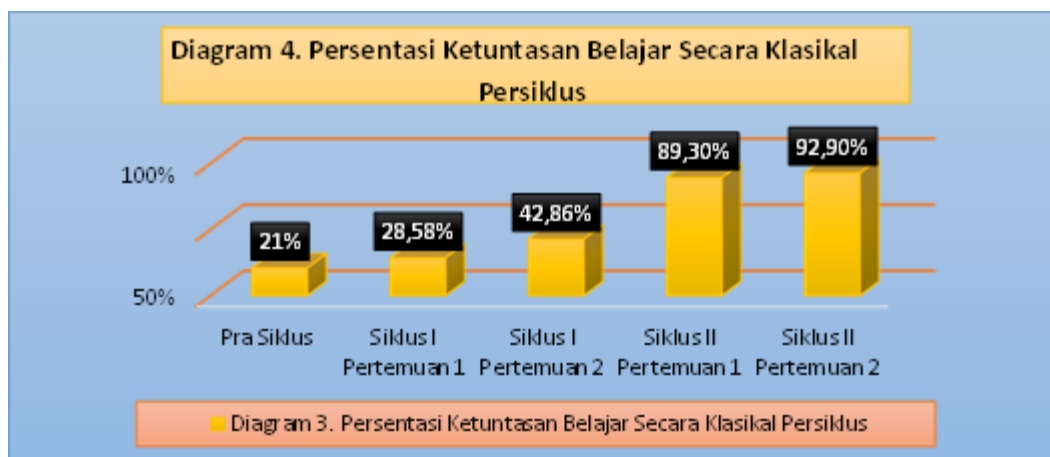 Diagram 4. Persentasi Ketuntasan Belajar Secara Klasikal
Persiklus
100%
50%
21%
28,58%
42,86%
89,30%
92,90%
Pra Siklus
Siklus I
Pertemuan 1
Siklus I
Pertemuan 2
Siklus II
Pertemuan 1
Siklus II
Pertemuan 2
Diagram 3. Persentasi Ketuntasan Belajar Secara Klasikal Persiklus